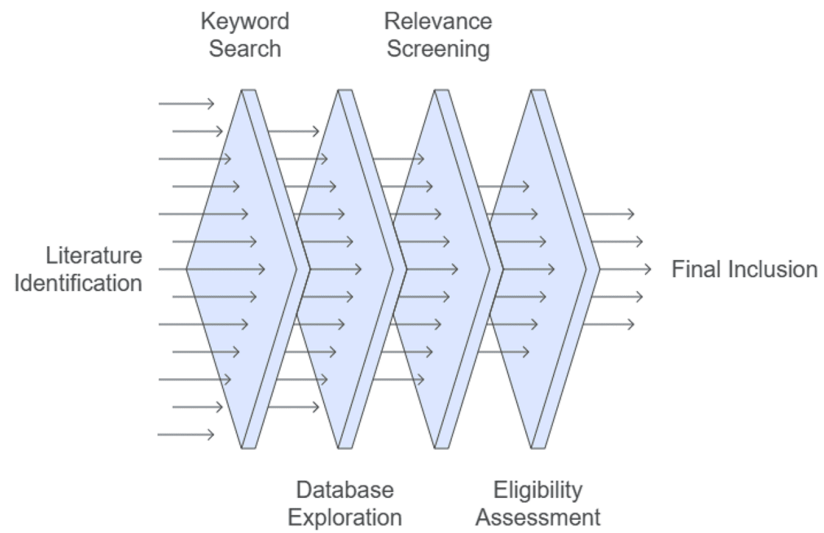 Keyword
Search
Relevance
Screening
Literature
Identification
Final Inclusion
Database
Exploration
Eligibility
Assessment